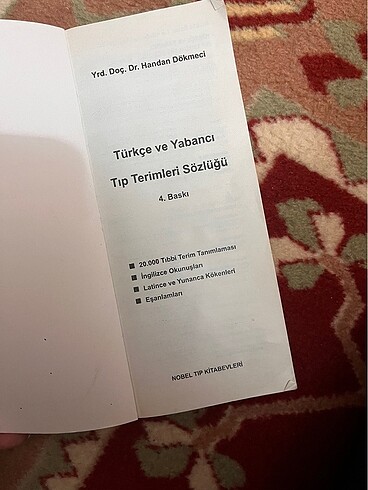 Yrd. Doç. Dr. Handan Dökmeci
Türkçe ve Yabancı
Tıp Terimleri Sözlüğü
4. Baskı
■ 20.000 Tıbbi Terim Tanımlaması
■ İngilizce Okunuşları
■ Latince ve Yunanca Kökenleri
■ Eşanlamları
NOBEL TIP KİTABEVLERİ